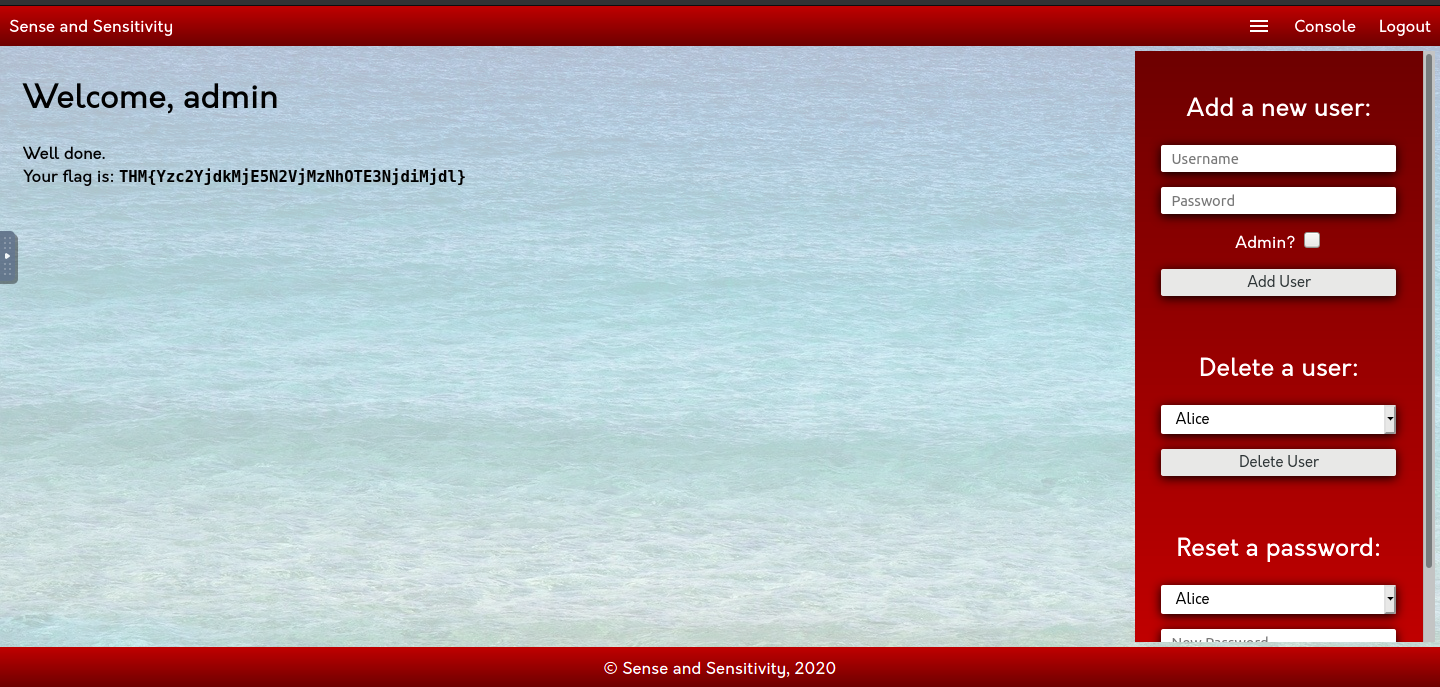 Sense and Sensitivity
Console
Logout
Welcome, admin
Well done.
Your flag is: THM{Yzc2YjdkMjE5N2VjMzNhOTE3NjdiMjdl}
Add a new user:
Username
Password
Admin?
Add User
Delete a user:
Alice
Delete User
Reset a password:
Alice
New Password
© Sense and Sensitivity, 2020